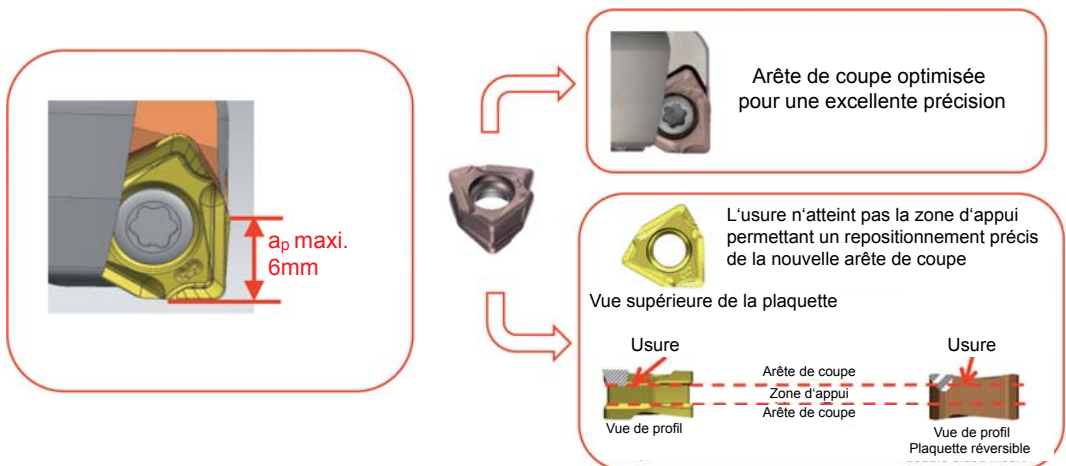 aₚ maxi.
6mm
Arête de coupe optimisée
pour une excellente précision
L‘usure n‘atteint pas la zone d‘appui
permettant un repositionnement précis
de la nouvelle arête de coupe
Vue supérieure de la plaquette
Usure
Usure
Arête de coupe
Zone d‘appui
Arête de coupe
Vue de profil
Vue de profil
Plaquette réversible